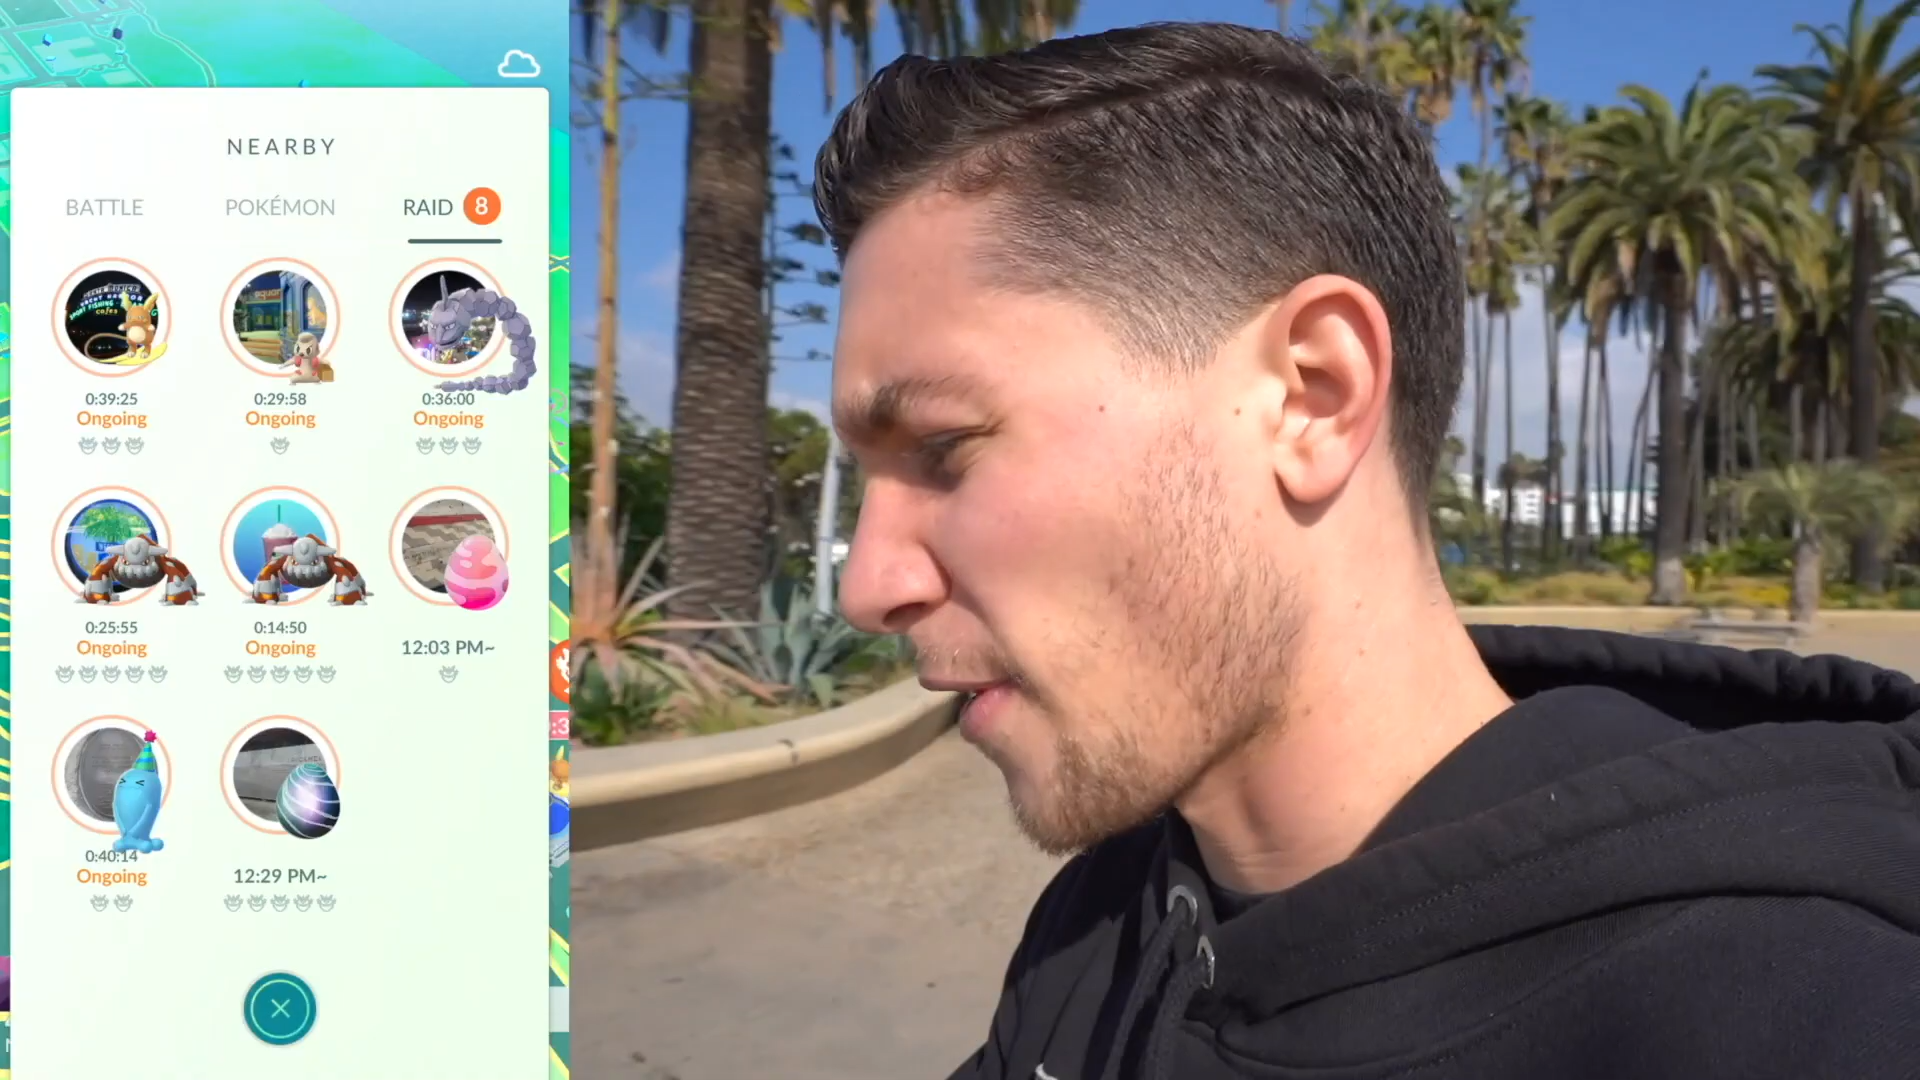 NEARBY
BATTLE
POKÉMON
RAID 8
0:39:25
Ongoing
0:29:58
Ongoing
0:36:00
Ongoing
0:25:55
Ongoing
0:14:50
Ongoing
12:03 PM~
0:40:14
Ongoing
12:29 PM~